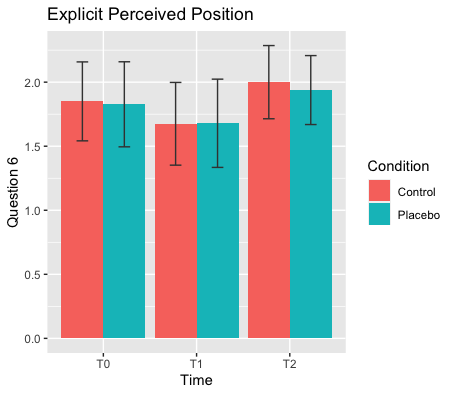 Explicit Perceived Position
Question 6
2.0
1.5
1.0
0.5
0.0
T0 T1 T2
Time
Condition
Control
Placebo